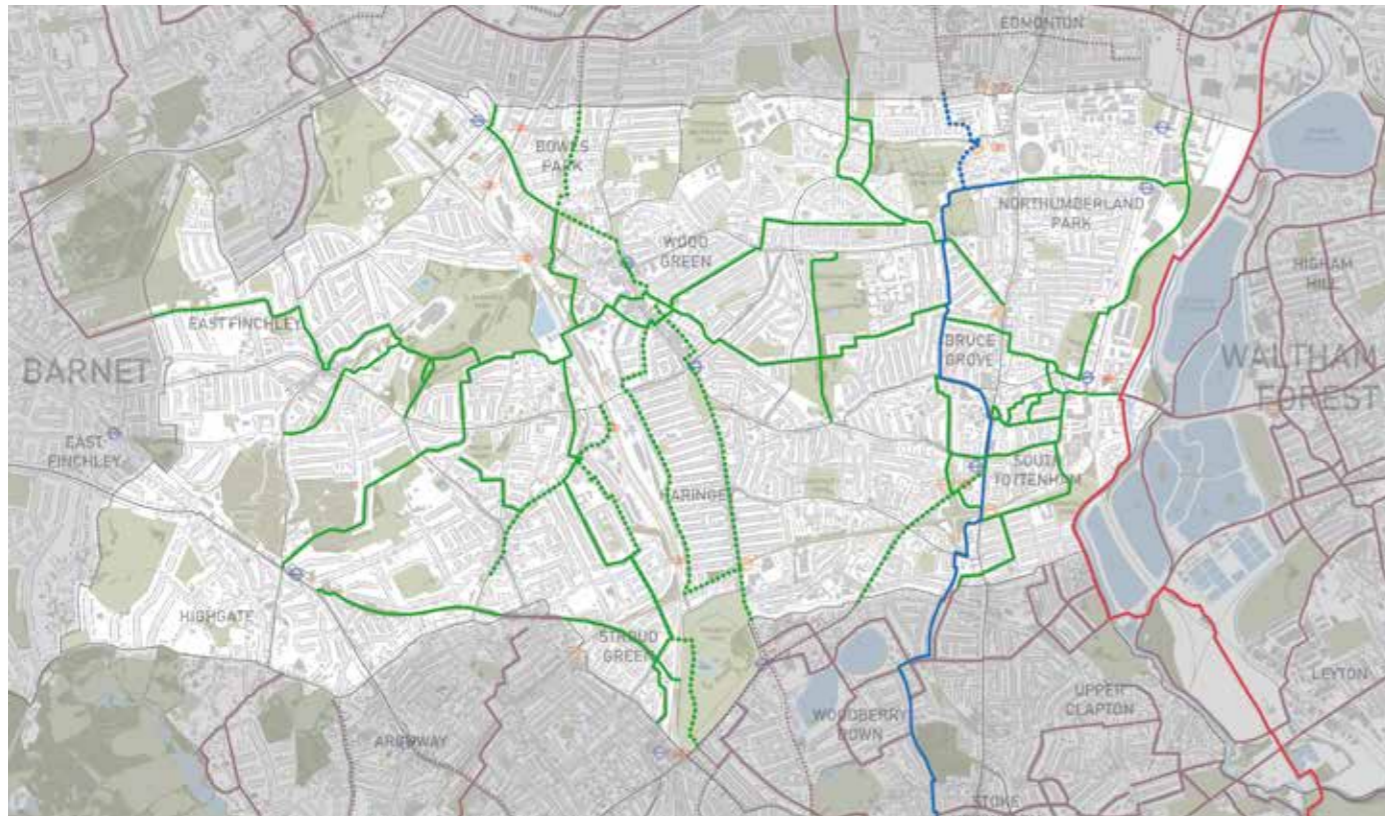 EDMONTON
BOWES
PARK
NORTHUMBERLAND
PARK
WOOD
GREEN
HIGHAM
HILL
EAST FINCHLEY
BRUCE
GROVE
BARNET
WALTHAM
FOREST
EAST
FINCHLEY
SOUTH
TOTTENHAM
HARINGE
HIGHGATE
STROUD
GREEN
LEYTON
UPPER
CLAPTON
WOODBERRY
DOWN
ARCHWAY
STOKE